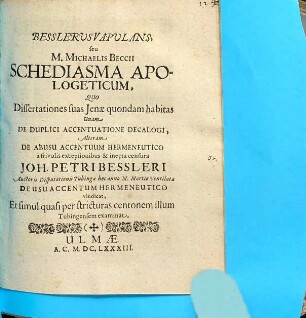 BESSLERUS VAPULANS,
seu
M. MICHAELIS BECCII
SCHEDIASMA APO-
LOGETICUM,
QUO
Dissertationes suas Jenæ quondam habitas
Unam
DE DUPLICI ACCENTUATIONE DECALOGI,
Alteram
DE ABUSU ACCENTUUM HERMENEUTICO
a frivolis exceptionibus & inepta censura
JOH. PETRI BESSLERI
Auctoris Disputationis Tubingæ hoc anno M. Martio ventilatæ
DE USU ACCENTUUM HERMENEUTICO
vindicat,
Et simul quasi per stricturas centonem illum
Tubingensem examinat.
ULMÆ
A. C. M. DC. LXXXIII.